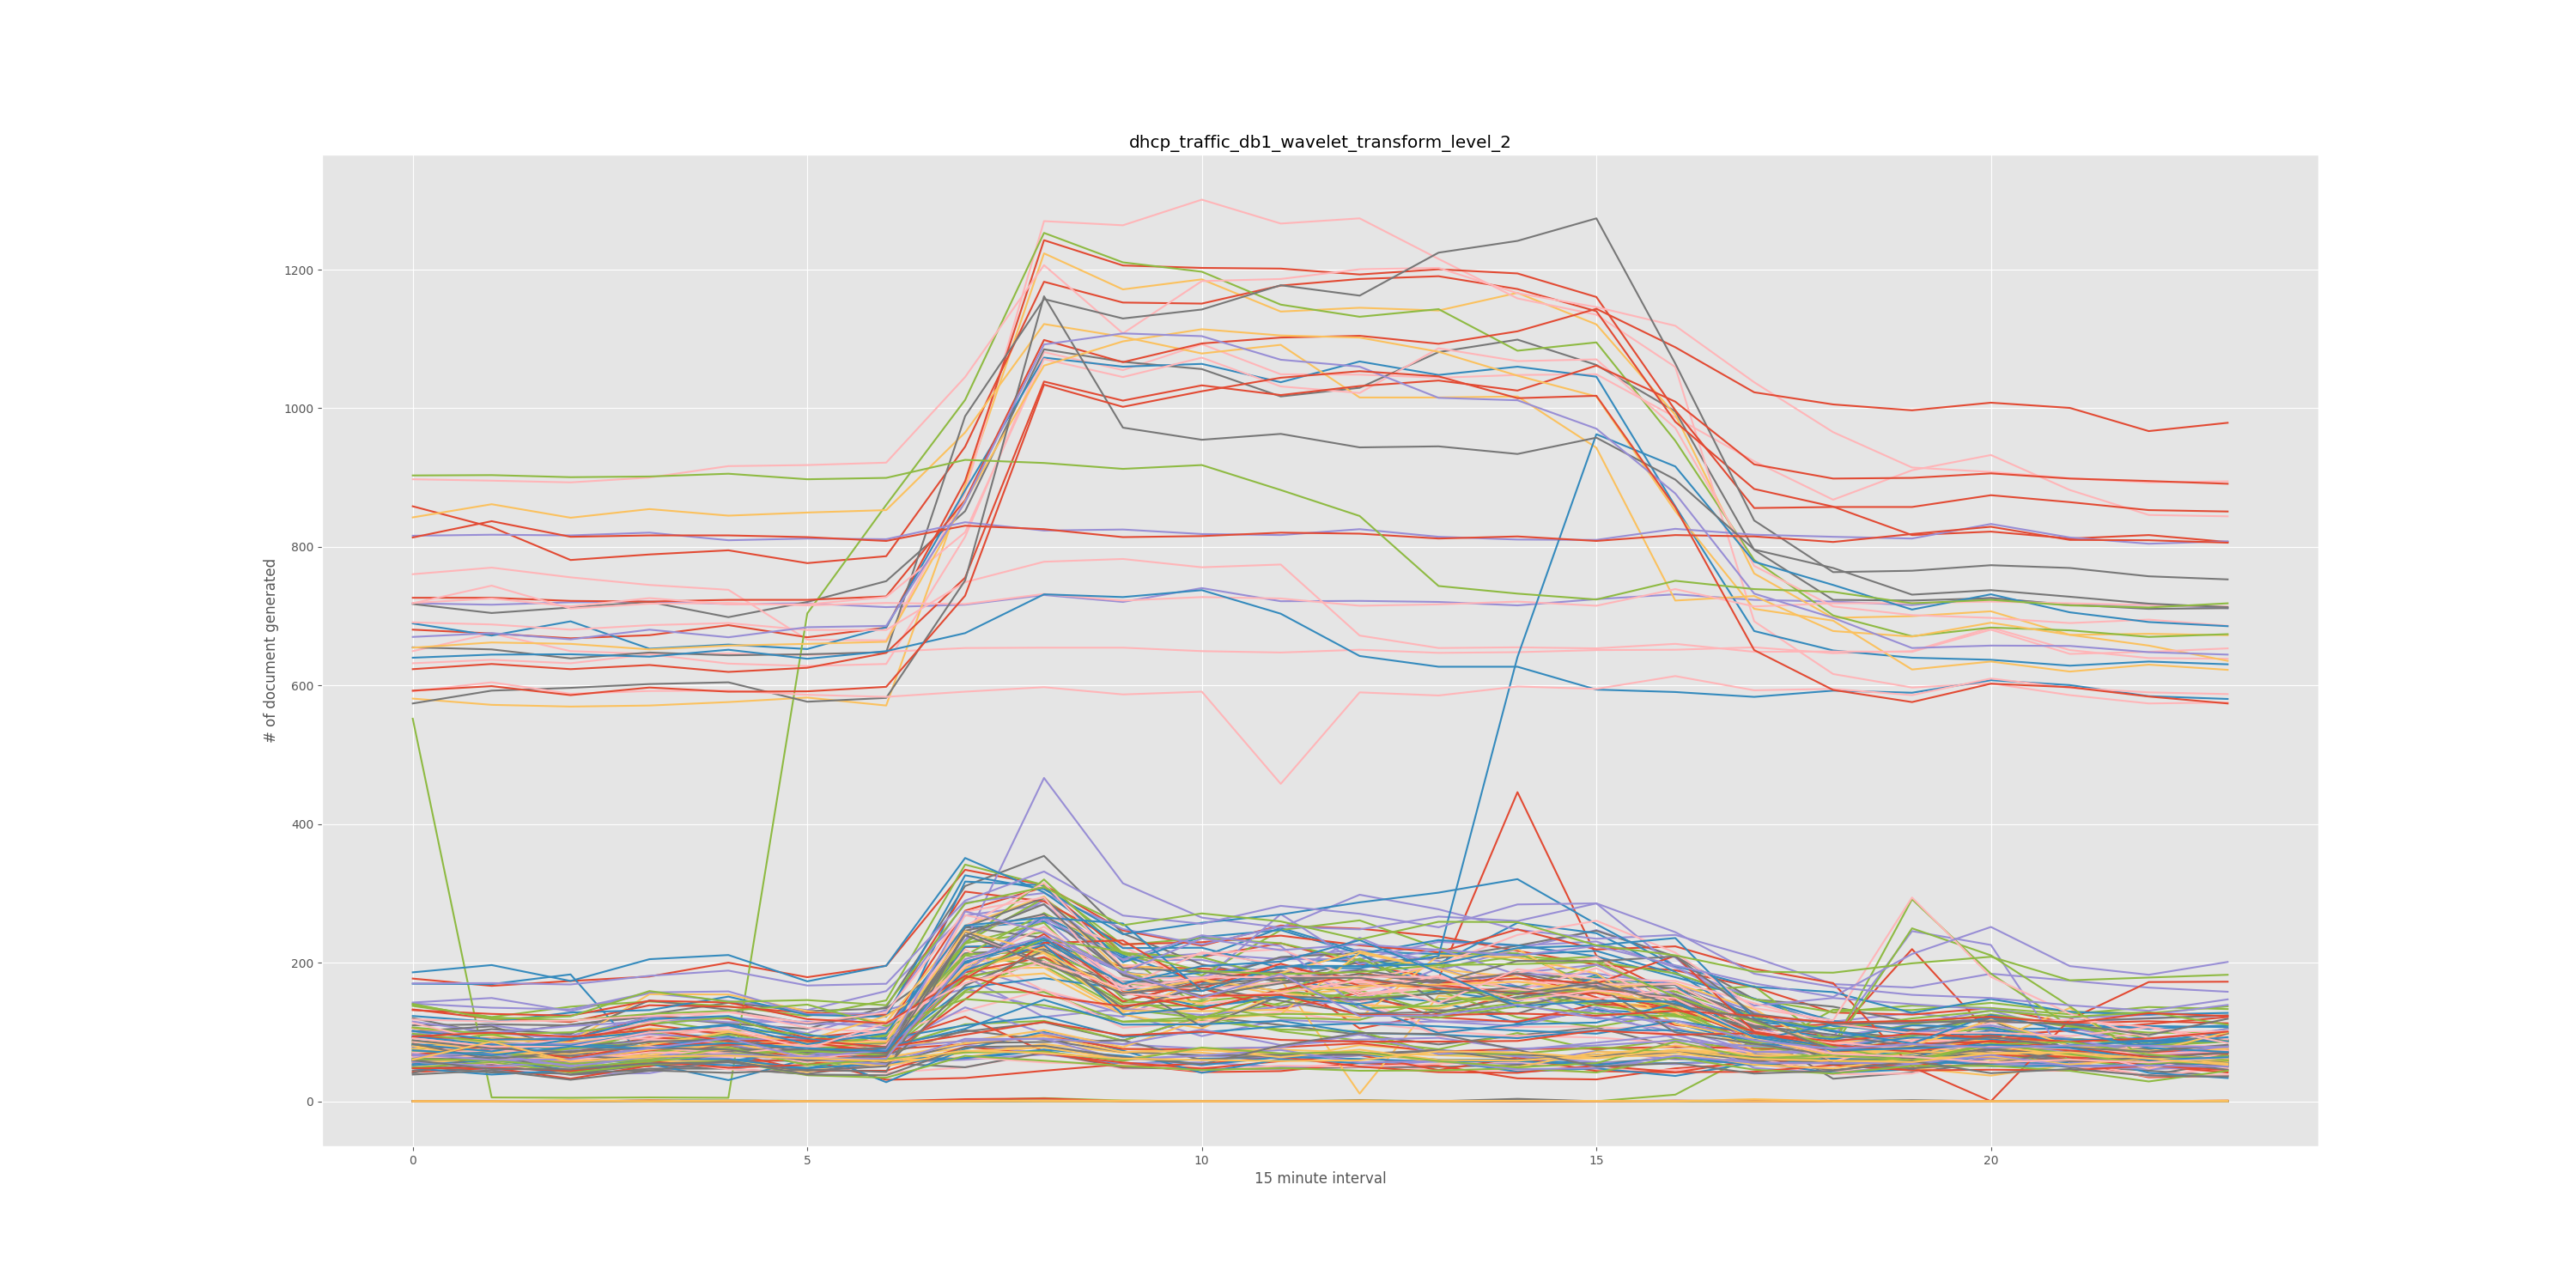 dhcp_traffic_db1_wavelet_transform_level_2
# of document generated
1200
1000
800
600
400
200
0
0 5 10 15 20
15 minute interval